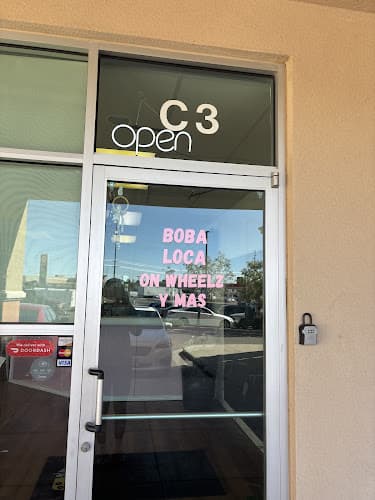 C3
open
BOBA
LOCA
ON WHEELZ
Y MAS
DOORDASH
VISA